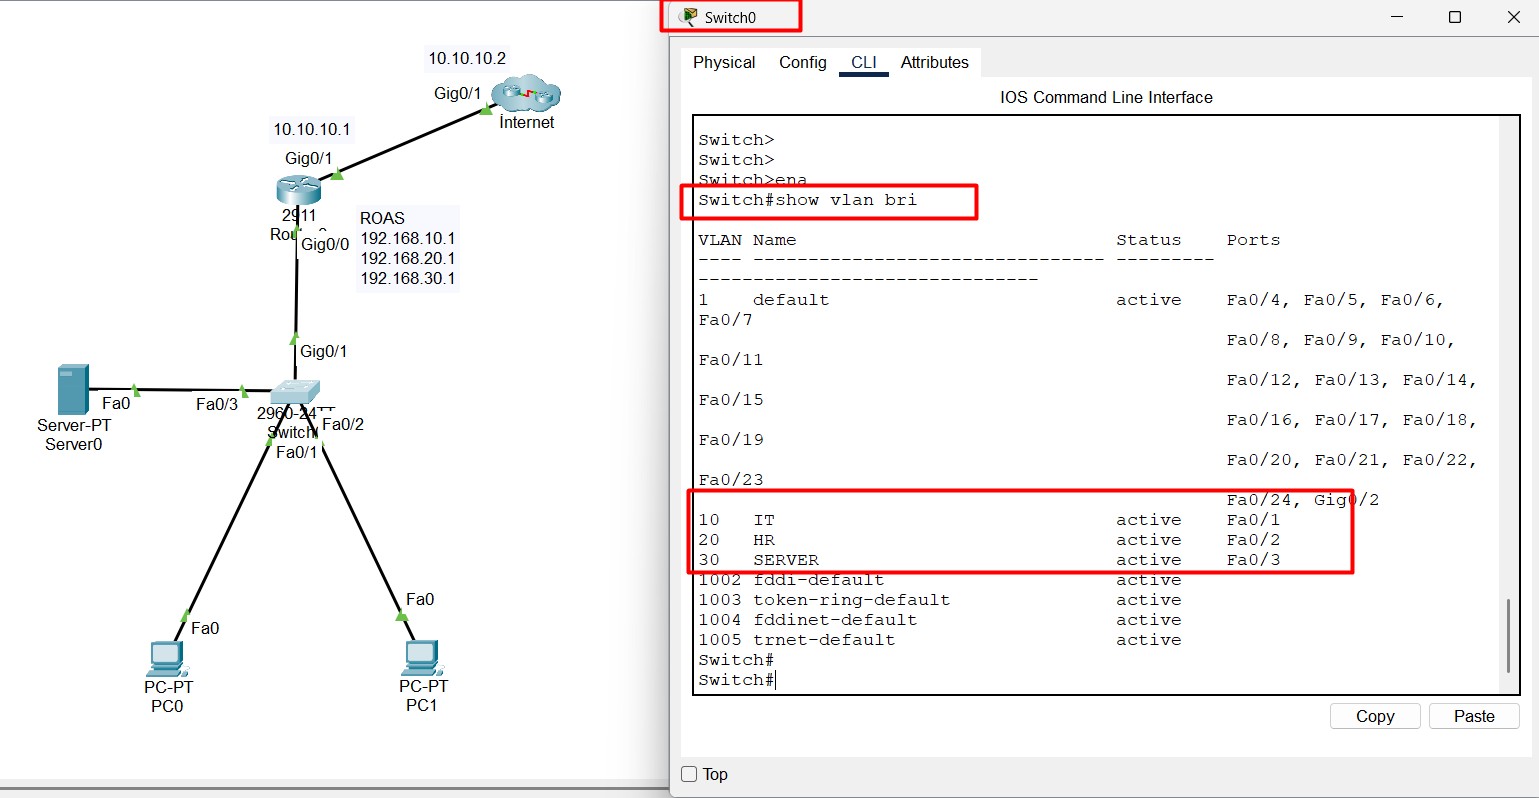 10.10.10.2
Gig0/1
İnternet
10.10.10.1
Gig0/1
2911
Gig0/0
ROAS
192.168.10.1
192.168.20.1
192.168.30.1
Gig0/1
Fa0
Fa0/3
Server-PT
Server0
2960-24TT
Switch
Fa0/2
Fa0/1
Fa0
Fa0
PC-PT
PC0
PC-PT
PC1
Switch0
Physical Config CLI Attributes
IOS Command Line Interface
Switch>
Switch>
Switch>ena
Switch#show vlan bri
VLAN Name Status Ports
---- -------------------------------- ---------
-------------------------------
1 default active Fa0/4, Fa0/5, Fa0/6,
Fa0/7
Fa0/8, Fa0/9, Fa0/10,
Fa0/11
Fa0/12, Fa0/13, Fa0/14,
Fa0/15
Fa0/16, Fa0/17, Fa0/18,
Fa0/19
Fa0/20, Fa0/21, Fa0/22,
Fa0/23
Fa0/24, Gig0/2
10 IT active Fa0/1
20 HR active Fa0/2
30 SERVER active Fa0/3
1002 fddi-default active
1003 token-ring-default active
1004 fddinet-default active
1005 trnet-default active
Switch#
Switch#
Copy Paste
Top